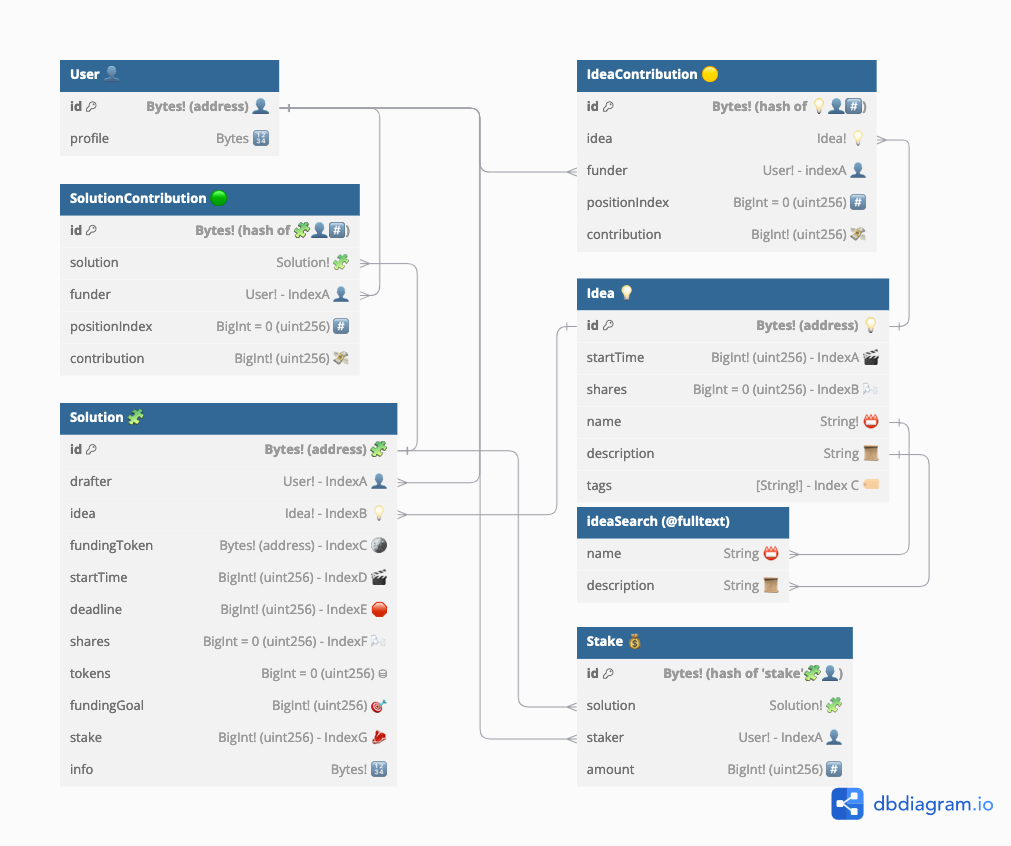 User 👤
id Bytes! (address) 👤
profile Bytes 🔢
SolutionContribution 🟢
id Bytes! (hash of 🧩👤#️⃣)
solution Solution! 🧩
funder User! - IndexA 👤
positionIndex BigInt = 0 (uint256) #️⃣
contribution BigInt! (uint256) 💸
Solution 🧩
id Bytes! (address) 🧩
drafter User! - IndexA 👤
idea Idea! - IndexB 💡
fundingToken Bytes! (address) - IndexC 🪙
startTime BigInt! (uint256) - IndexD 🎬
deadline BigInt! (uint256) - IndexE 🛑
shares BigInt = 0 (uint256) - IndexF 🌬️
tokens BigInt = 0 (uint256) ⛁
fundingGoal BigInt! (uint256) 🎯
stake BigInt! (uint256) - IndexG 🥩
info Bytes! 🔢
IdeaContribution 🟡
id Bytes! (hash of 💡👤#️⃣)
idea Idea! 💡
funder User! - indexA 👤
positionIndex BigInt = 0 (uint256) #️⃣
contribution BigInt! (uint256) 💸
Idea 💡
id Bytes! (address) 💡
startTime BigInt! (uint256) - IndexA 🎬
shares BigInt = 0 (uint256) - IndexB 🌬️
name String! 📛
description String 📜
tags [String!] - Index C 🏷️
ideaSearch (@fulltext)
name String 📛
description String 📜
Stake 💰
id Bytes! (hash of 'stake'🧩👤)
solution Solution! 🧩
staker User! - IndexA 👤
amount BigInt! (uint256) #️⃣
dbdiagram.io